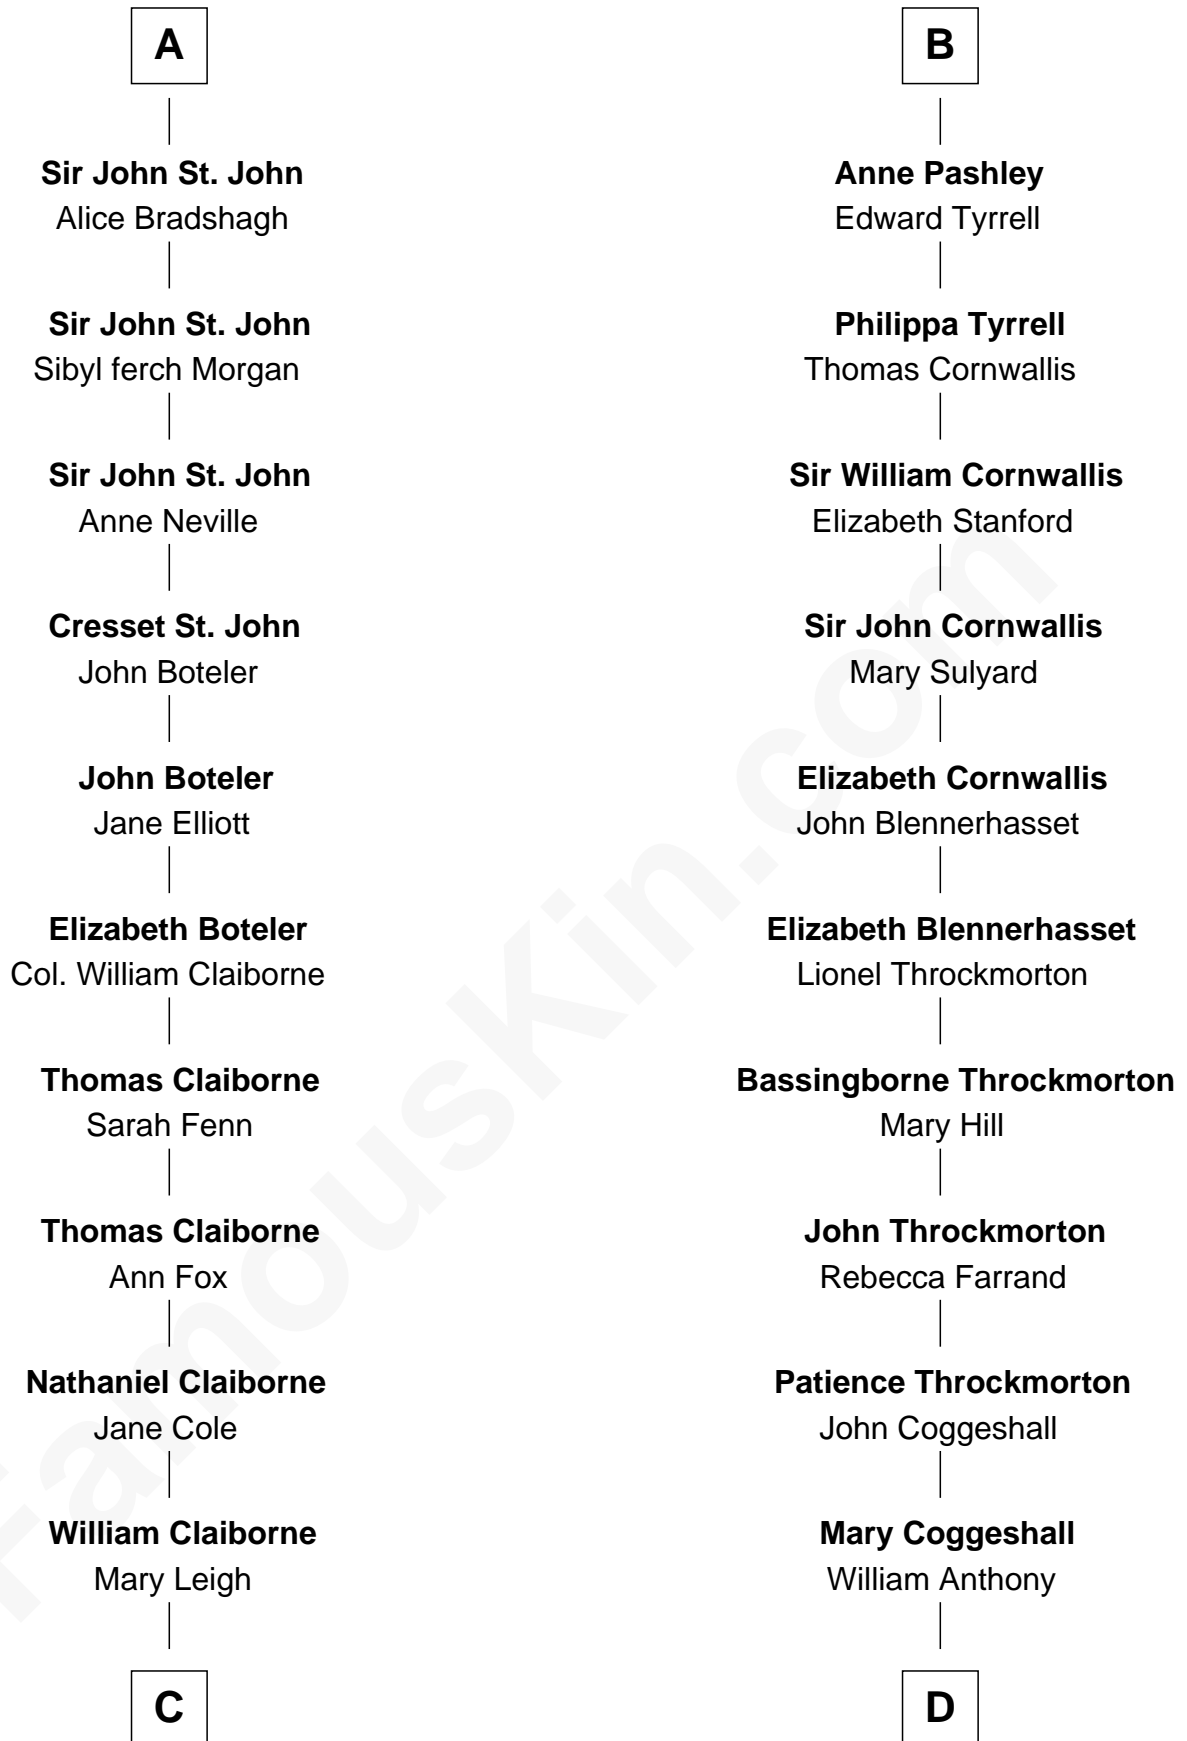 A
Sir John St. John
Alice Bradshagh
Sir John St. John
Sibyl ferch Morgan
Sir John St. John
Anne Neville
Cresset St. John
John Boteler
John Boteler
Jane Elliott
Elizabeth Boteler
Col. William Claiborne
Thomas Claiborne
Sarah Fenn
Thomas Claiborne
Ann Fox
Nathaniel Claiborne
Jane Cole
William Claiborne
Mary Leigh
C
B
Anne Pashley
Edward Tyrrell
Philippa Tyrrell
Thomas Cornwallis
Sir William Cornwallis
Elizabeth Stanford
Sir John Cornwallis
Mary Sulyard
Elizabeth Cornwallis
John Blennerhasset
Elizabeth Blennerhasset
Lionel Throckmorton
Bassingborne Throckmorton
Mary Hill
John Throckmorton
Rebecca Farrand
Patience Throckmorton
John Coggeshall
Mary Coggeshall
William Anthony
D
FamousKin.com